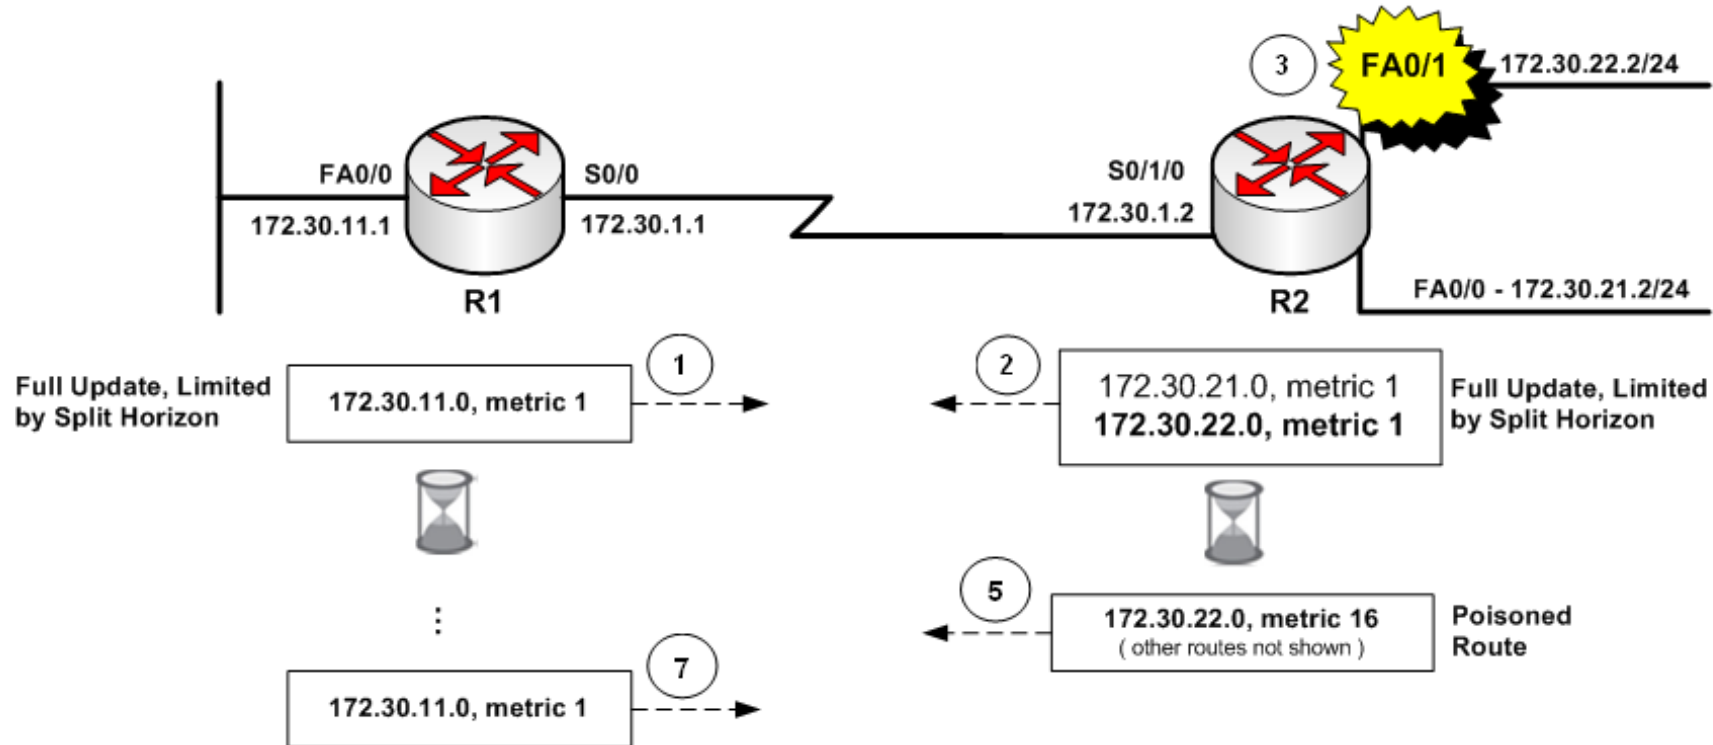 3
FA0/1
172.30.22.2/24
FA0/0
S0/0
172.30.11.1
172.30.1.1
R1
S0/1/0
172.30.1.2
R2
FA0/0 - 172.30.21.2/24
Full Update, Limited
by Split Horizon
172.30.11.0, metric 1
1
2
172.30.21.0, metric 1
172.30.22.0, metric 1
Full Update, Limited
by Split Horizon
5
172.30.22.0, metric 16
( other routes not shown )
Poisoned
Route
⋮
172.30.11.0, metric 1
7